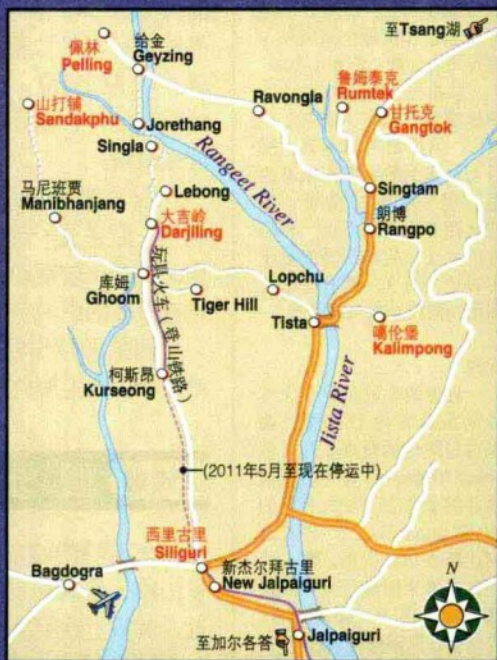 至Tsang湖
佩林
Pelling
给金
Geyzing
鲁姆泰克
Rumtek
甘托克
Gangtok
山打铺
Sandakphu
Ravongla
Jorethang
Singla
Rangeet River
Singtam
马尼班贾
Manibhanjang
Lebong
大吉岭
Darjiling
朗博
Rangpo
库姆
Ghoom
玩具火车(登山铁路)
Tiger Hill
Lopchu
Tista
噶伦堡
Kalimpong
柯斯昂
Kurseong
Jista River
(2011年5月至现在停运中)
西里古里
Siliguri
新杰尔拜古里
New Jalpaiguri
Bagdogra
N
至加尔各答
Jalpaiguri